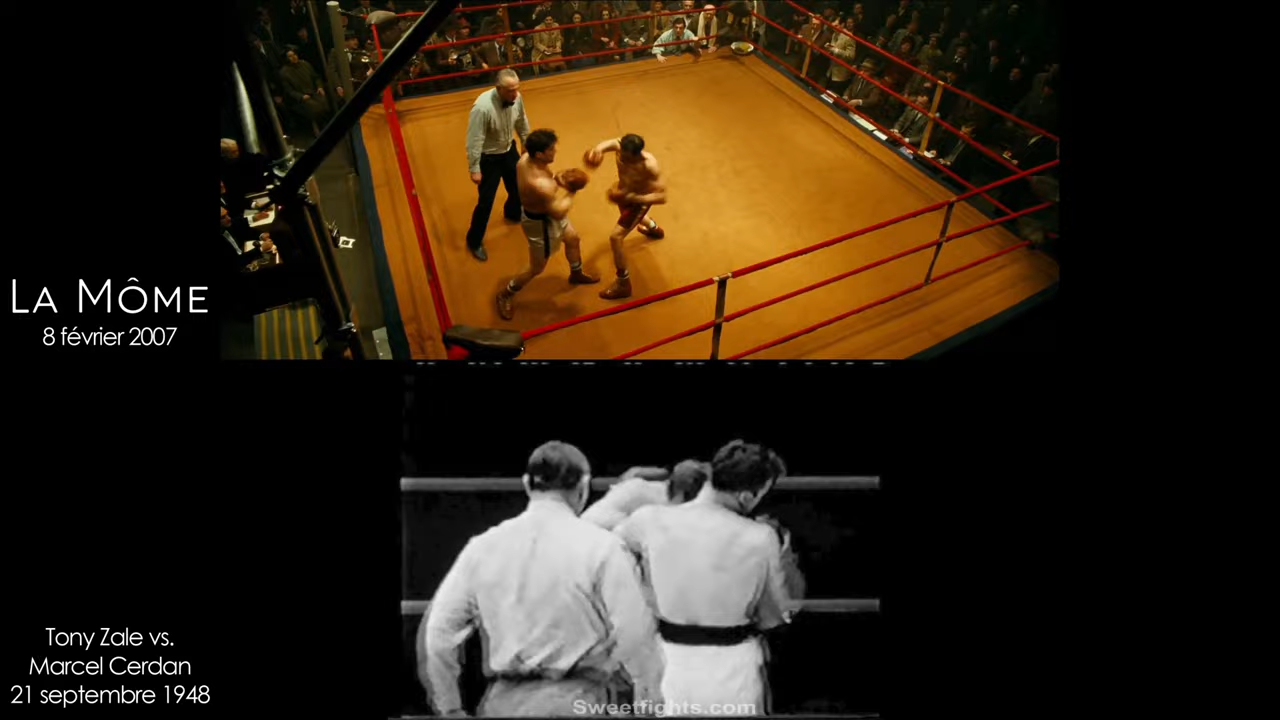 La Môme
8 février 2007
Tony Zale vs.
Marcel Cerdan
21 septembre 1948
Sweetfights.com